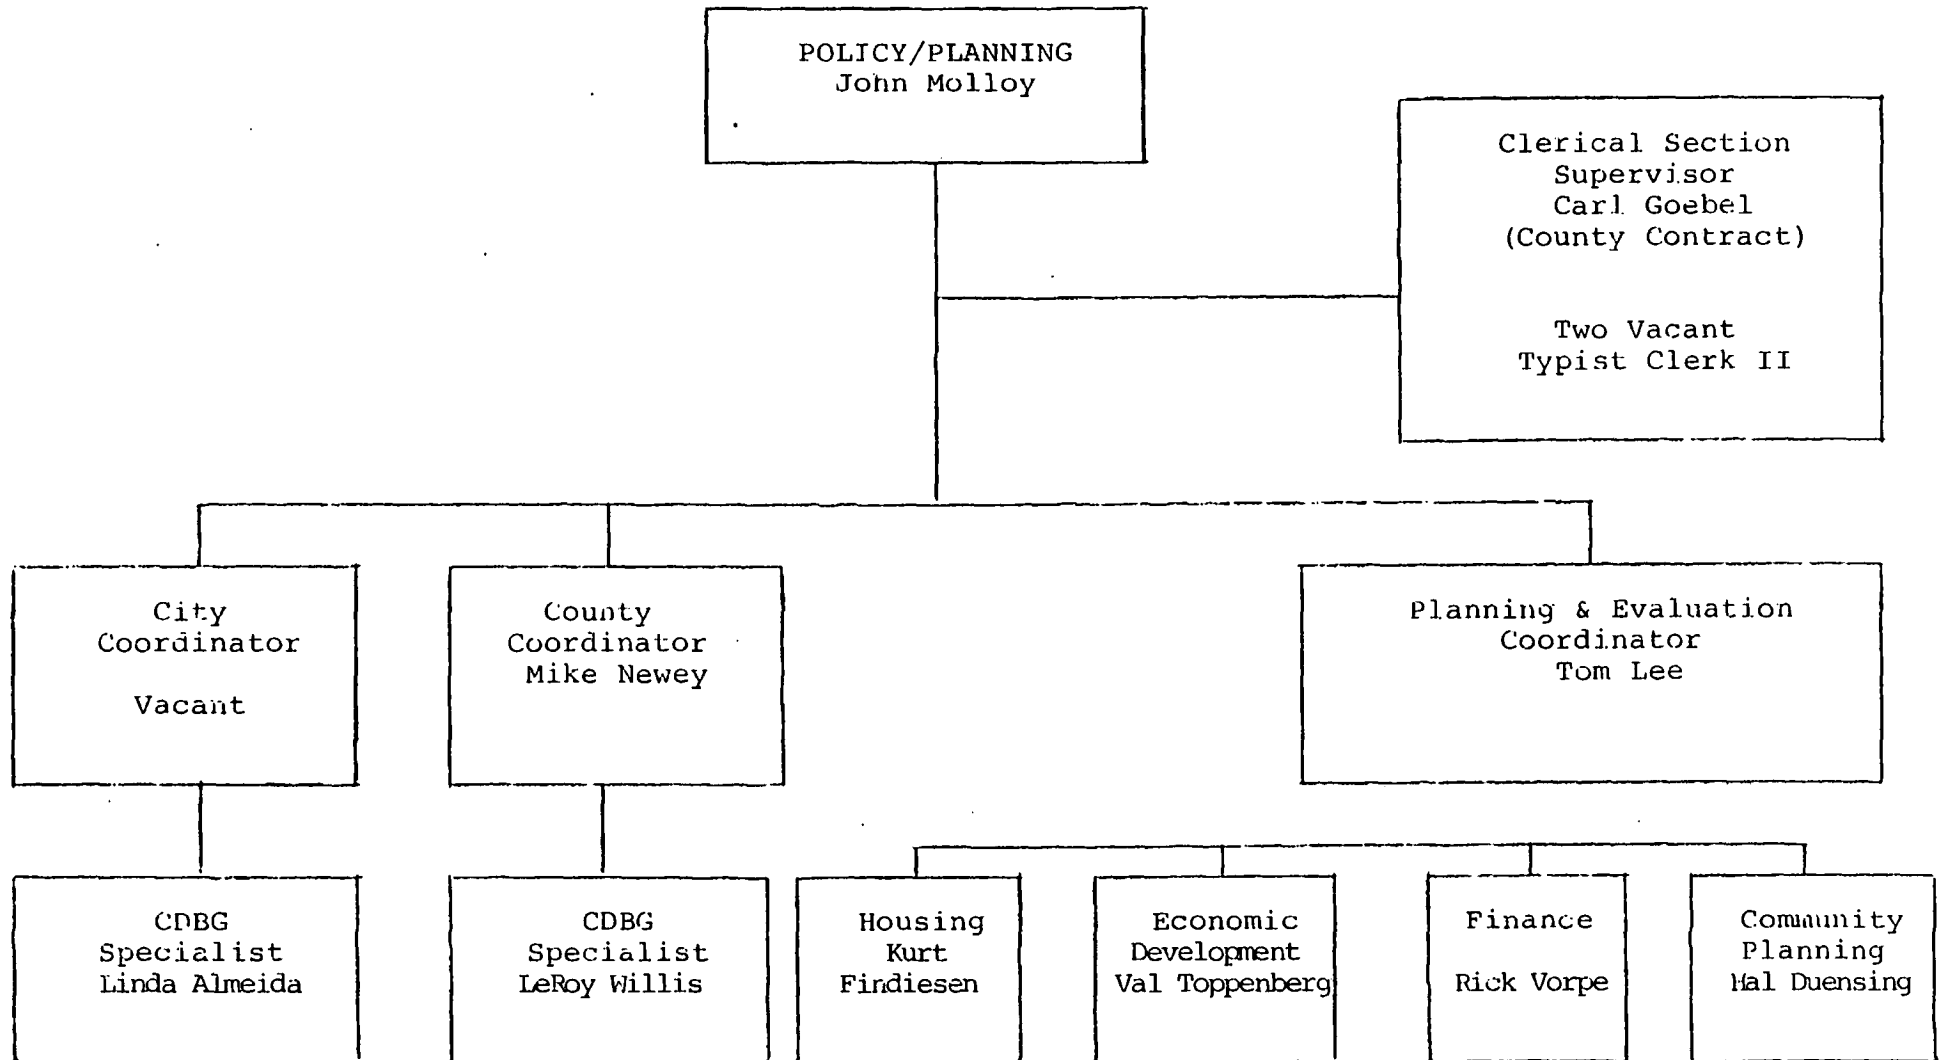 POLICY/PLANNING
John Molloy
Clerical Section
Supervisor
Carl Goebel
(County Contract)
Two Vacant
Typist Clerk II
City
Coordinator
Vacant
County
Coordinator
Mike Newey
Planning & Evaluation
Coordinator
Tom Lee
CDBG
Specialist
Linda Almeida
CDBG
Specialist
LeRoy Willis
Housing
Kurt
Findiesen
Economic
Development
Val Toppenberg
Finance
Rick Vorpe
Community
Planning
Hal Duensing